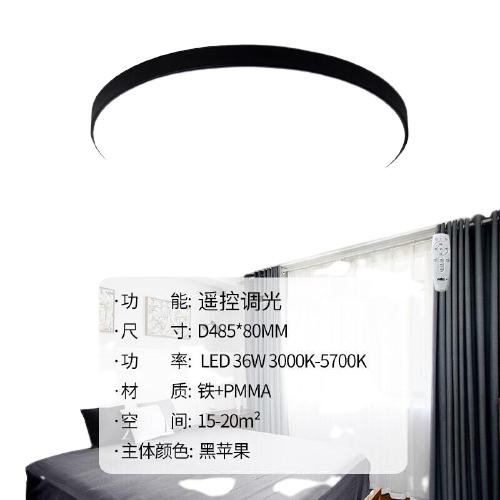 ·功 能: 遥控调光
·尺 寸: D485*80MM
·功 率: LED 36W 3000K-5700K
·材 质: 铁+PMMA
·空 间: 15-20m²
·主体颜色: 黑苹果